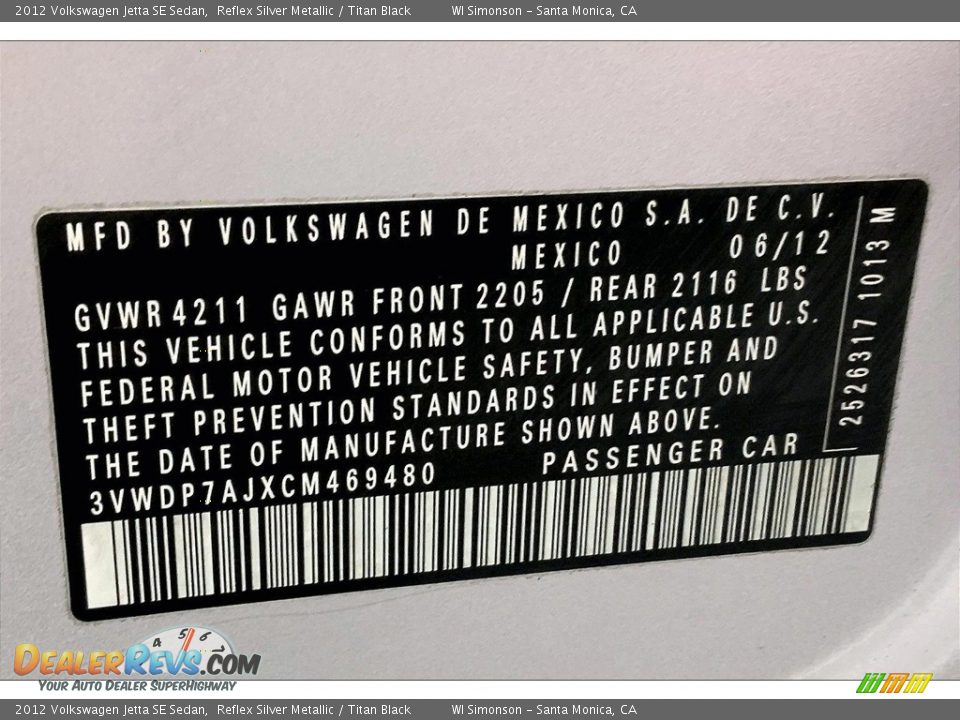 2012 Volkswagen Jetta SE Sedan,  Reflex Silver Metallic / Titan Black   WI Simonson - Santa Monica, CA
MFD BY VOLKSWAGEN DE MEXICO S.A. DE C.V.
MEXICO 06/12
GVWR 4211 GAWR FRONT 2205 / REAR 2116 LBS
THIS VEHICLE CONFORMS TO ALL APPLICABLE U.S.
FEDERAL MOTOR VEHICLE SAFETY, BUMPER AND
THEFT PREVENTION STANDARDS IN EFFECT ON
THE DATE OF MANUFACTURE SHOWN ABOVE.
3VWDP7AJXCM469480 PASSENGER CAR
2526317 1013 M
4 5 6 7
DEALERREVS.COM
YOUR AUTO DEALER SUPERHIGHWAY
2012 Volkswagen Jetta SE Sedan,  Reflex Silver Metallic / Titan Black   WI Simonson - Santa Monica, CA